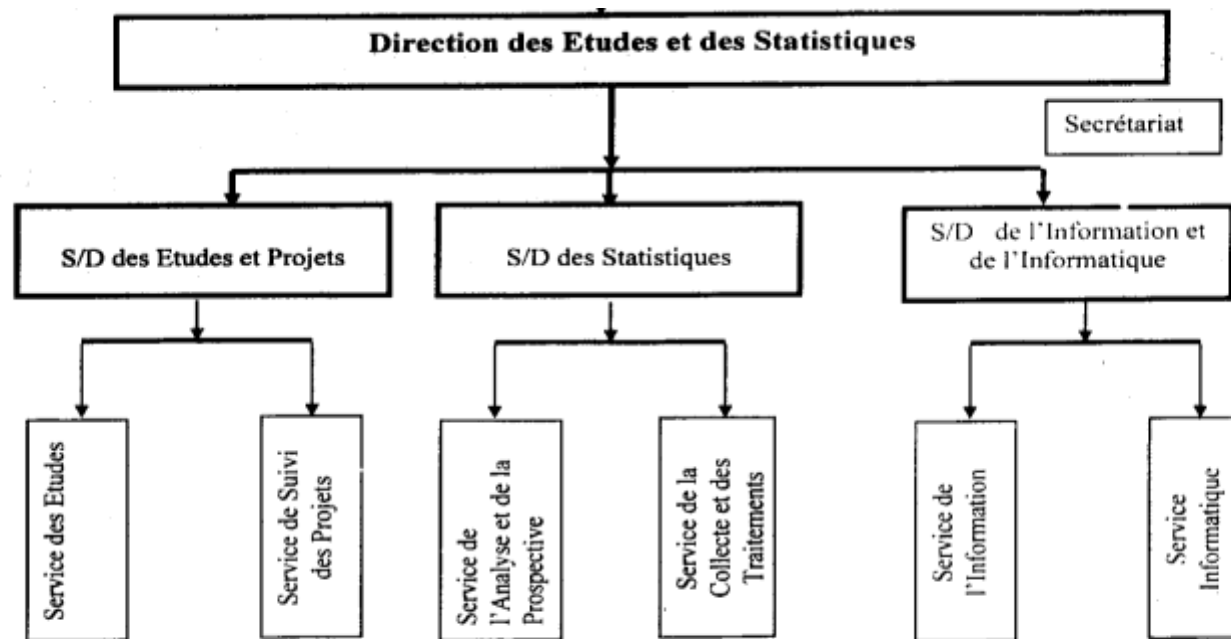 Direction des Etudes et des Statistiques
Secrétariat
S/D des Etudes et Projets
S/D des Statistiques
S/D de l'Information et
de l'Informatique
Service des Etudes
Service de Suivi
des Projets
Service de
l'Analyse et de la
Prospective
Service de la
Collecte et des
Traitements
Service de
l'Information
Service
Informatique